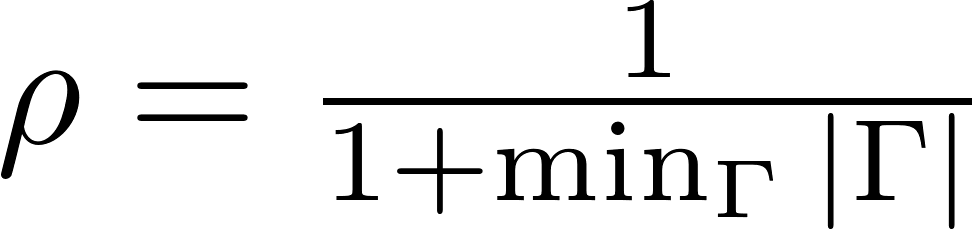 ρ = 1 / (1+min_Γ |Γ|)